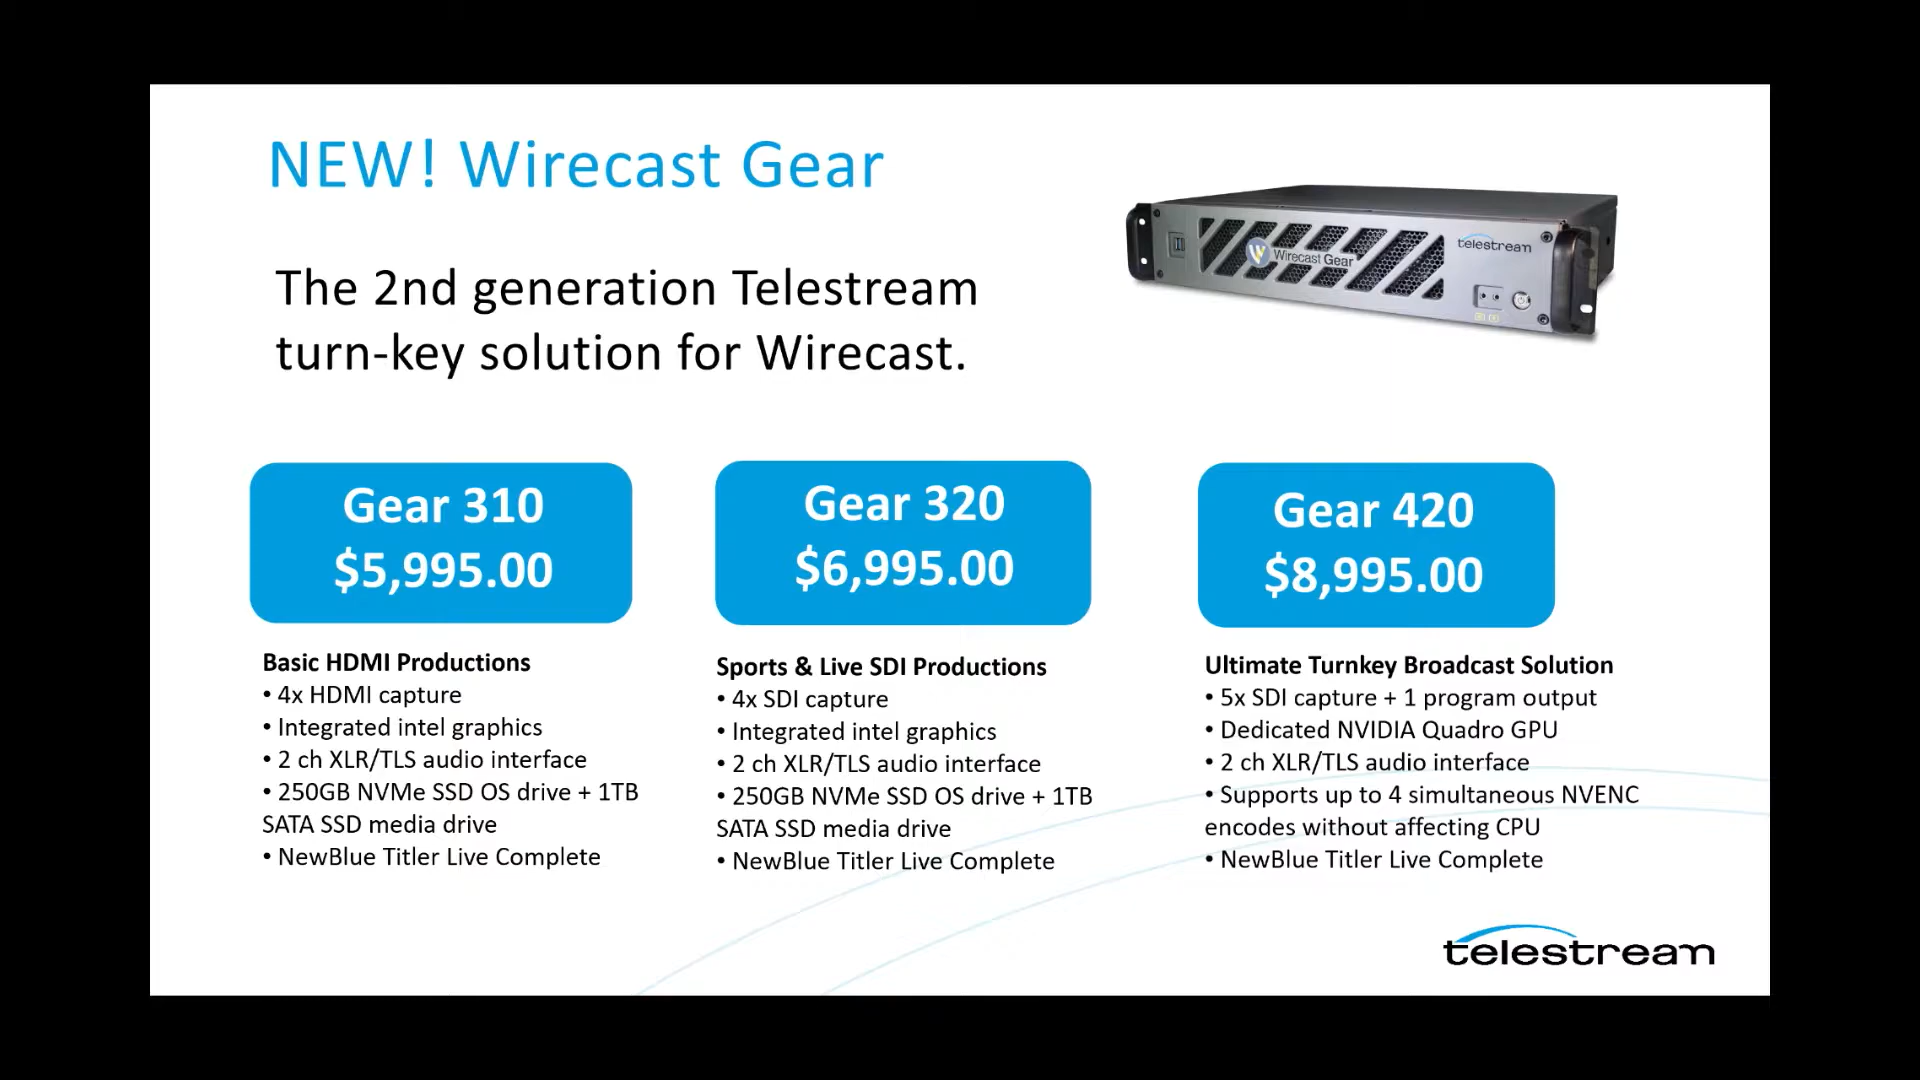 NEW! Wirecast Gear
The 2nd generation Telestream
turn-key solution for Wirecast.
Wirecast Gear
telestream
Gear 310
$5,995.00
Basic HDMI Productions
• 4x HDMI capture
• Integrated intel graphics
• 2 ch XLR/TLS audio interface
• 250GB NVMe SSD OS drive + 1TB
SATA SSD media drive
• NewBlue Titler Live Complete
Gear 320
$6,995.00
Sports & Live SDI Productions
• 4x SDI capture
• Integrated intel graphics
• 2 ch XLR/TLS audio interface
• 250GB NVMe SSD OS drive + 1TB
SATA SSD media drive
• NewBlue Titler Live Complete
Gear 420
$8,995.00
Ultimate Turnkey Broadcast Solution
• 5x SDI capture + 1 program output
• Dedicated NVIDIA Quadro GPU
• 2 ch XLR/TLS audio interface
• Supports up to 4 simultaneous NVENC
encodes without affecting CPU
• NewBlue Titler Live Complete
telestream